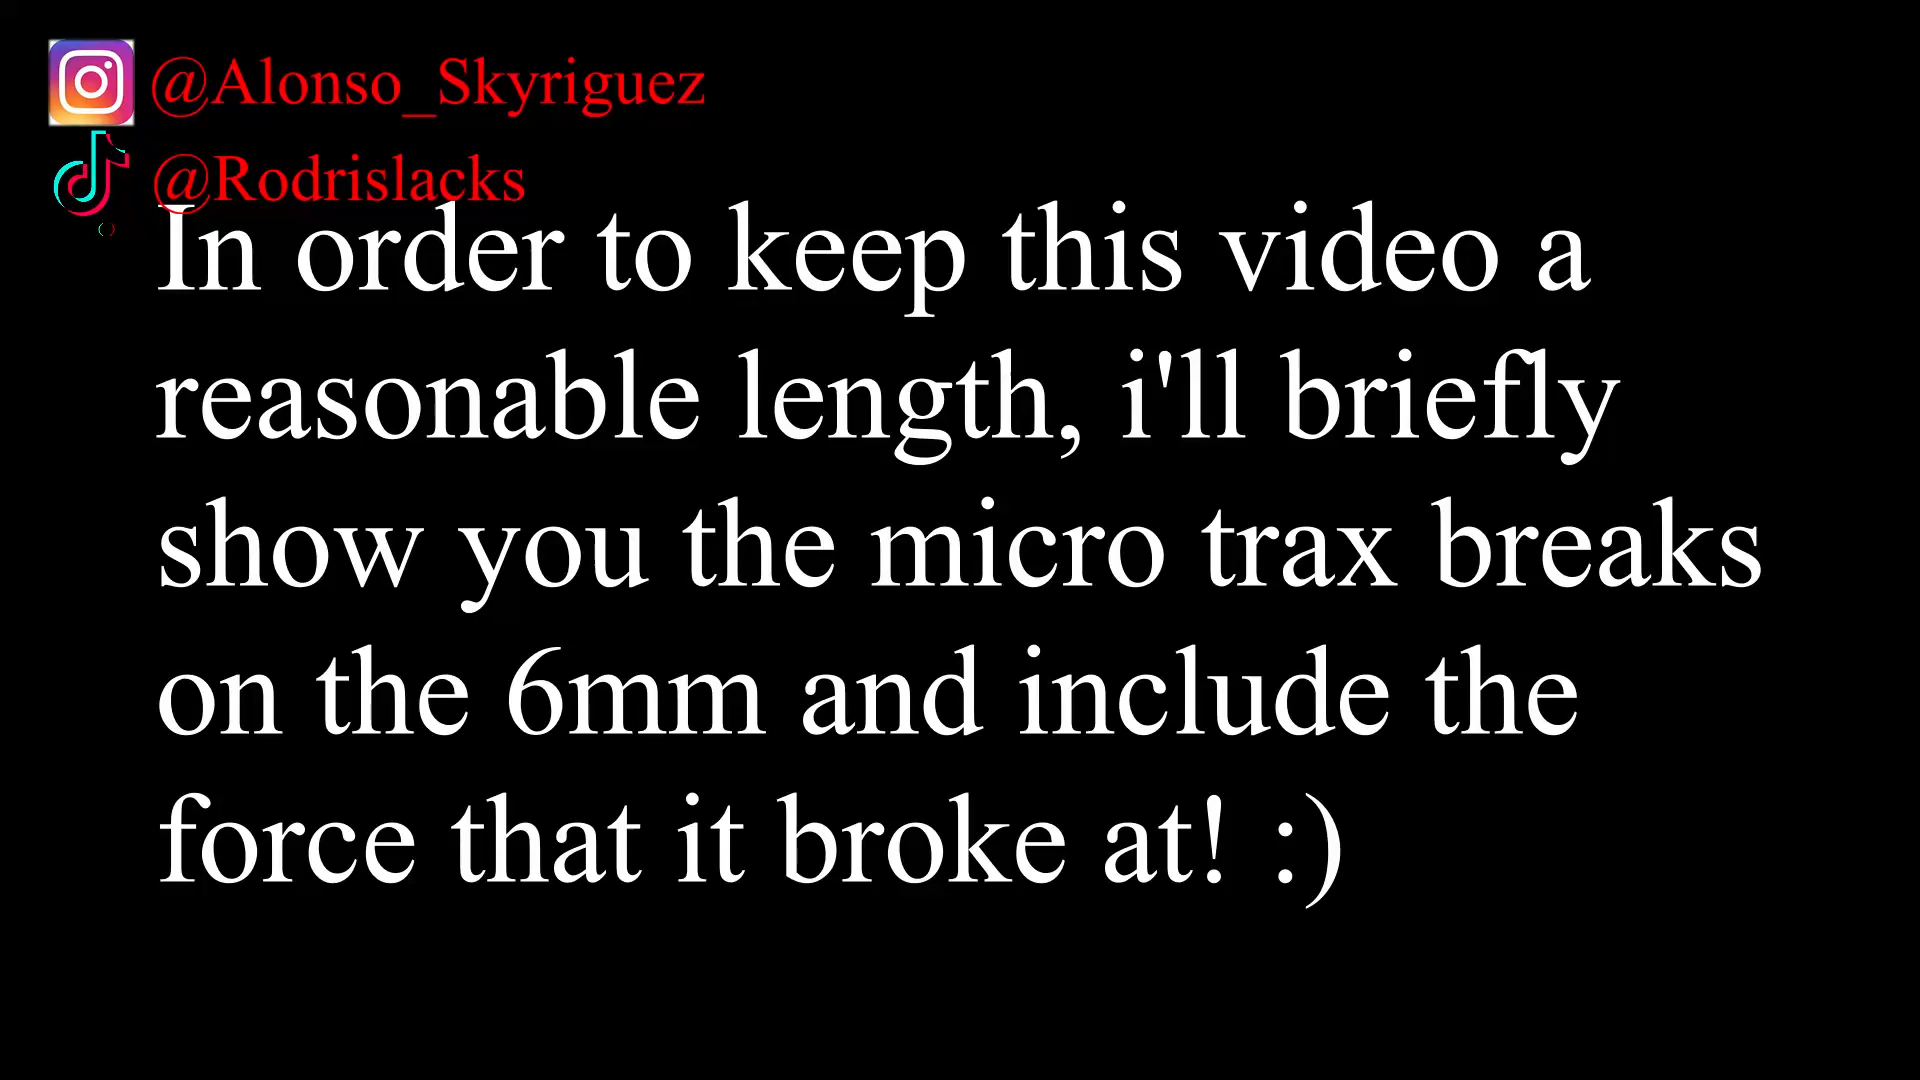 @Alonso_Skyriguez
@Rodrislacks
In order to keep this video a
reasonable length, i'll briefly
show you the micro trax breaks
on the 6mm and include the
force that it broke at! :)